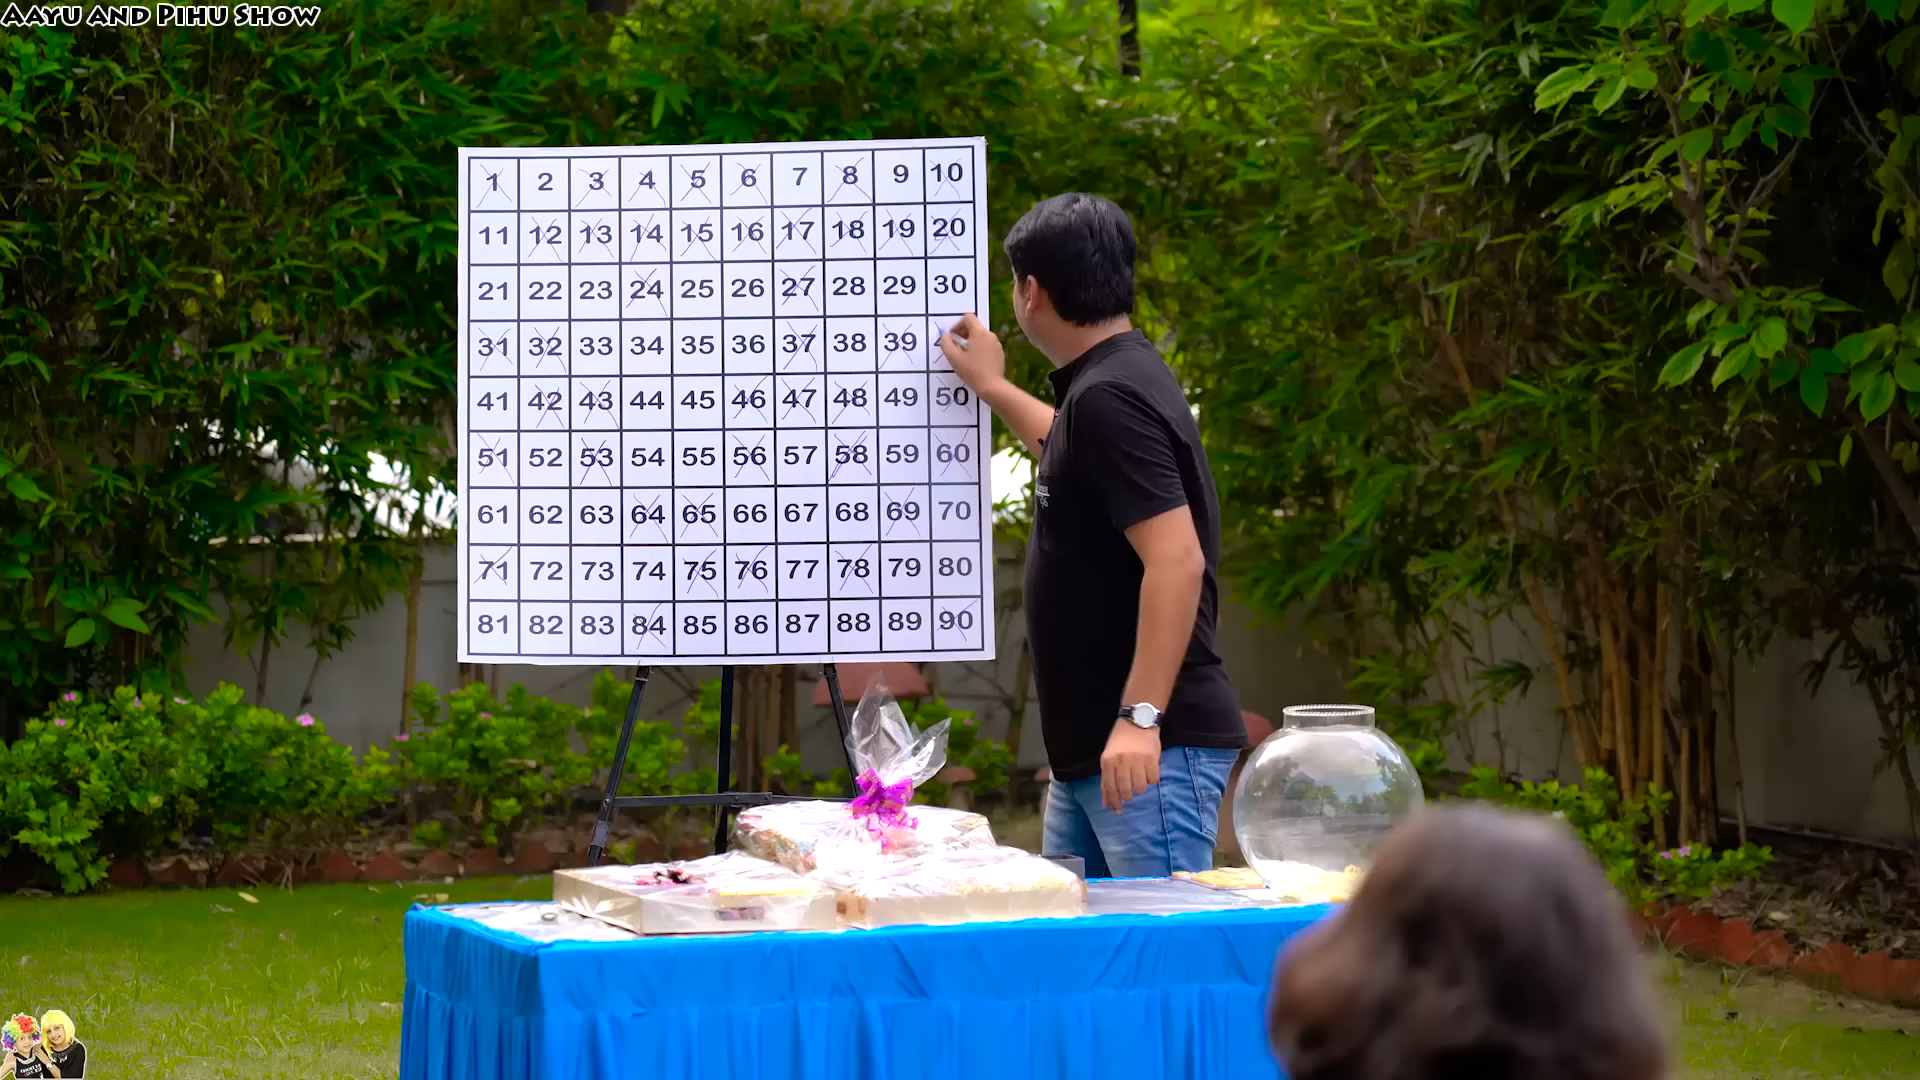 Aayu and Pihu Show
1 2 3 4 5 6 7 8 9 10
11 12 13 14 15 16 17 18 19 20
21 22 23 24 25 26 27 28 29 30
31 32 33 34 35 36 37 38 39
41 42 43 44 45 46 47 48 49 50
51 52 53 54 55 56 57 58 59 60
61 62 63 64 65 66 67 68 69 70
71 72 73 74 75 76 77 78 79 80
81 82 83 84 85 86 87 88 89 90